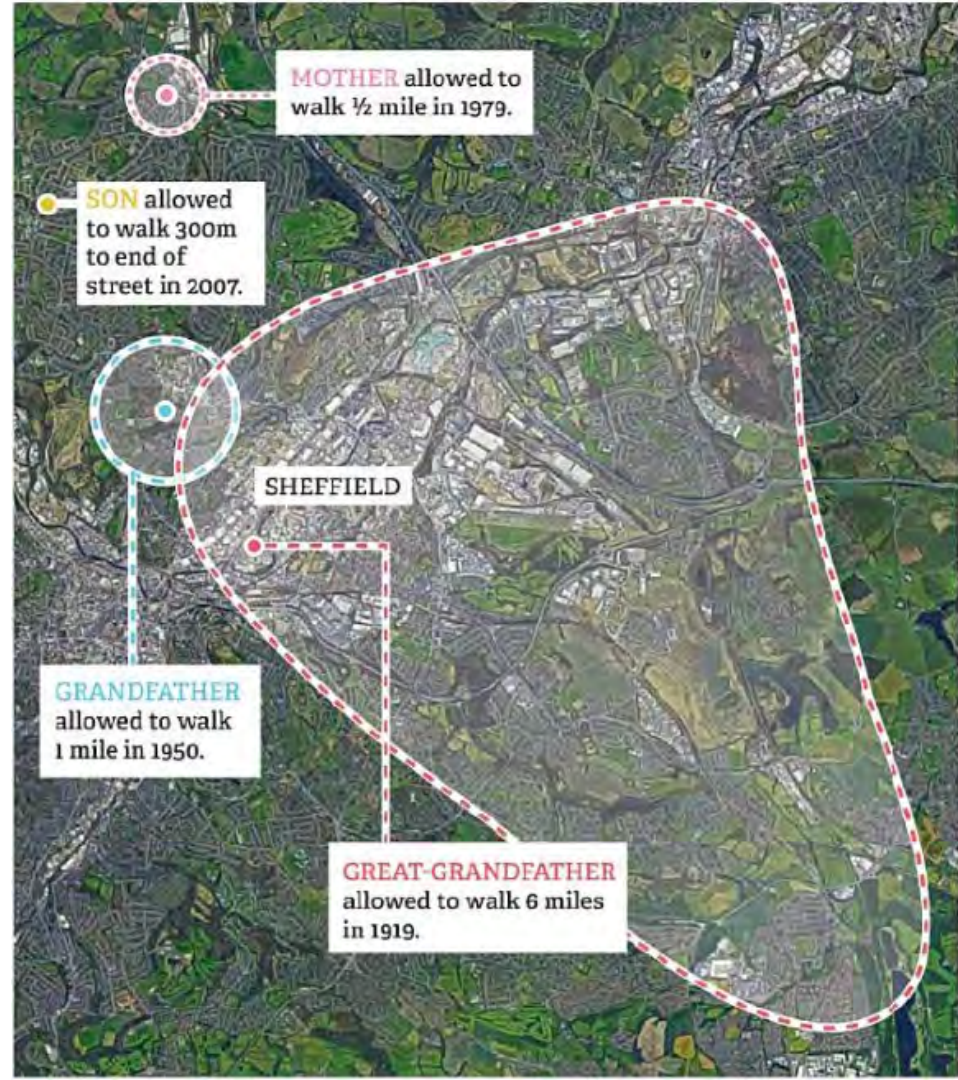 MOTHER allowed to
walk ½ mile in 1979.
SON allowed
to walk 300m
to end of
street in 2007.
SHEFFIELD
GRANDFATHER
allowed to walk
1 mile in 1950.
GREAT-GRANDFATHER
allowed to walk 6 miles
in 1919.